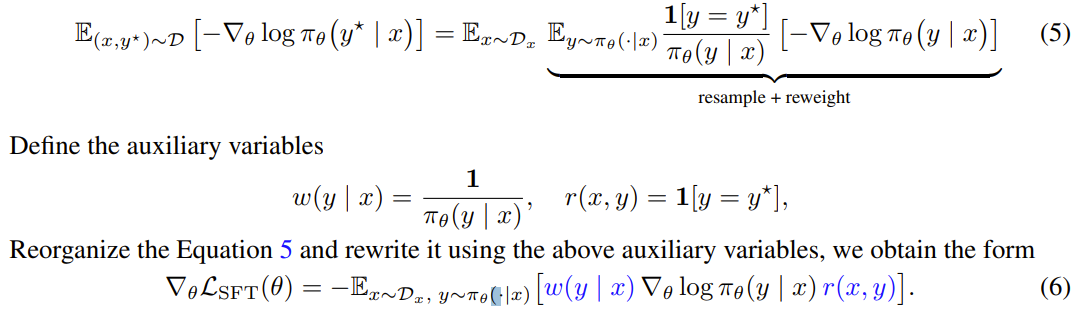 𝔼_{(x,y⋆)∼𝒟} [−∇_θ log π_θ(y⋆ | x)] = 𝔼_{x∼𝒟_x} 𝔼_{y∼π_θ(·|x)} 𝟏[y = y⋆] / π_θ(y | x) [−∇_θ log π_θ(y | x)] (5)
resample + reweight
Define the auxiliary variables
w(y | x) = 𝟏 / π_θ(y | x), r(x, y) = 𝟏[y = y⋆],
Reorganize the Equation 5 and rewrite it using the above auxiliary variables, we obtain the form
∇_θ ℒ_SFT(θ) = −𝔼_{x∼𝒟_x, y∼π_θ(·|x)} [w(y | x) ∇_θ log π_θ(y | x) r(x, y)]. (6)